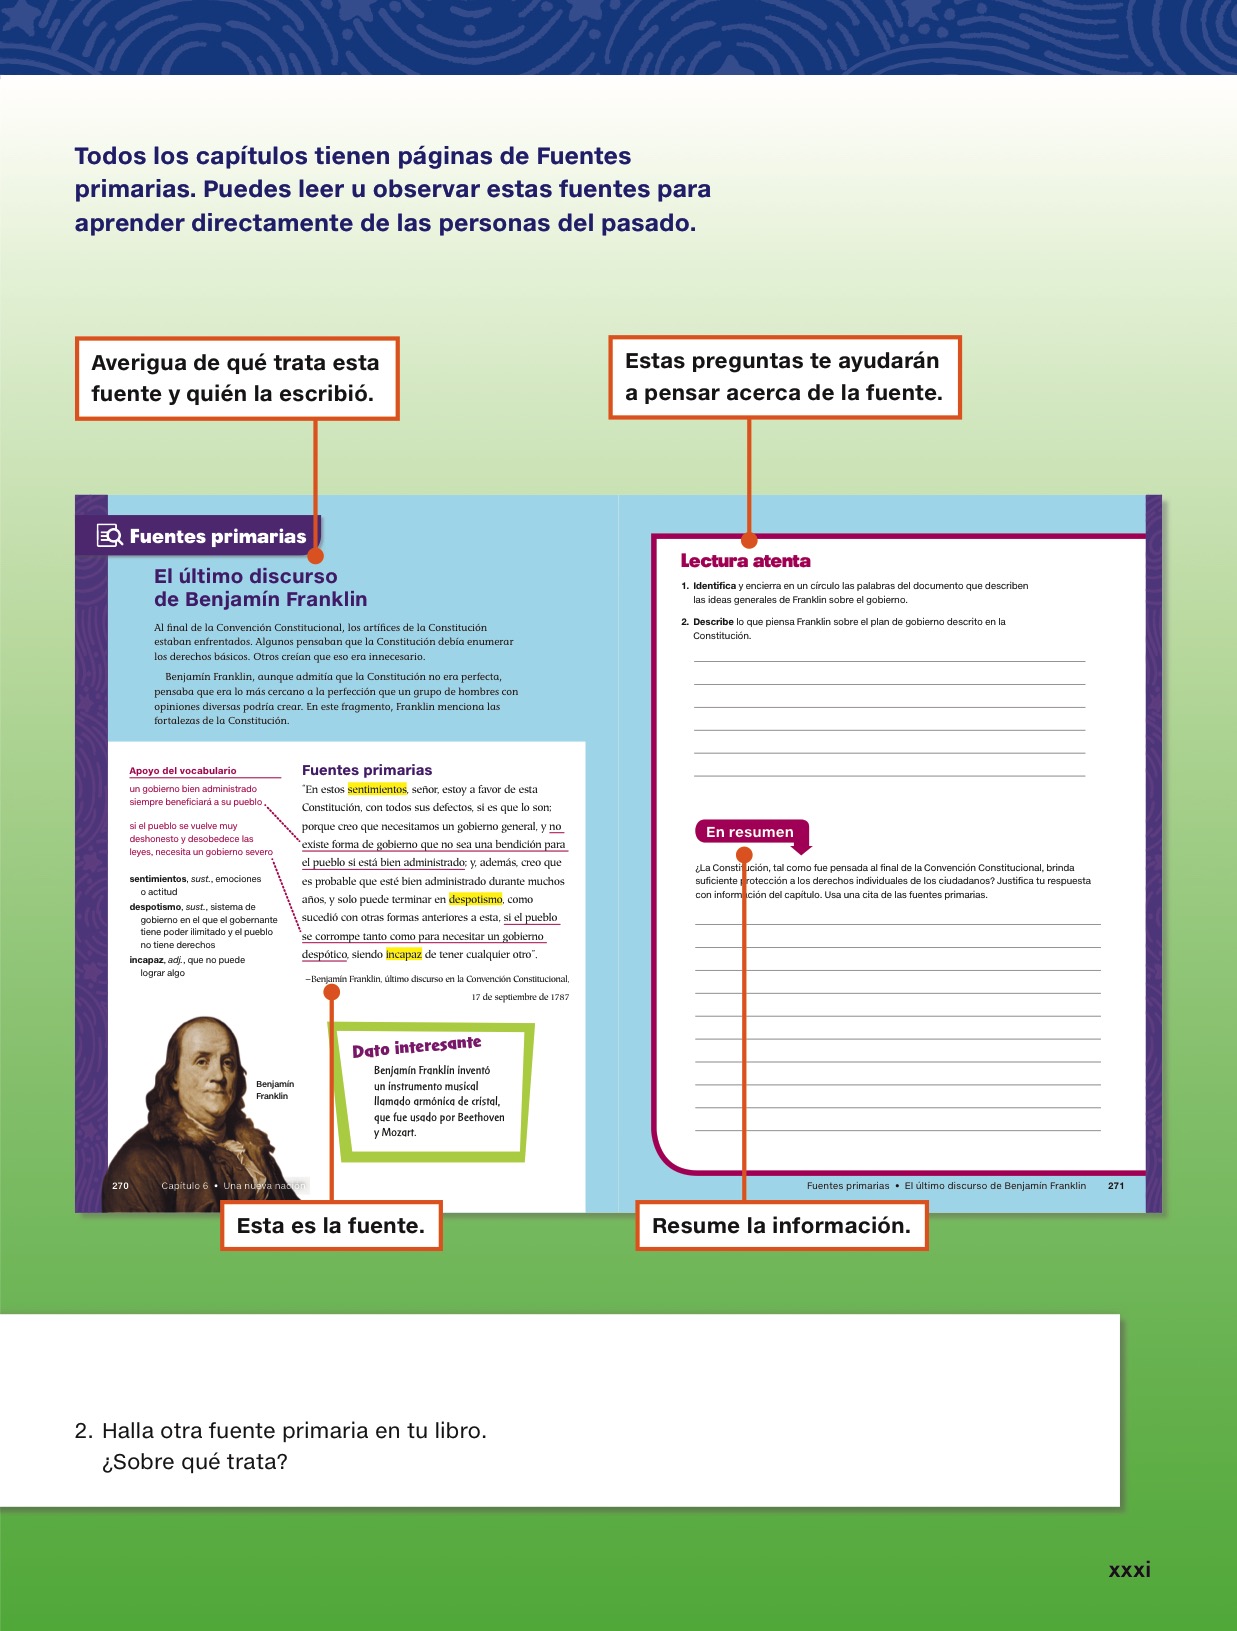 Todos los capítulos tienen páginas de Fuentes
primarias. Puedes leer u observar estas fuentes para
aprender directamente de las personas del pasado.
Averigua de qué trata esta
fuente y quién la escribió.
Estas preguntas te ayudarán
a pensar acerca de la fuente.
Fuentes primarias
El último discurso
de Benjamín Franklin
Al final de la Convención Constitucional, los artífices de la Constitución
estaban enfrentados. Algunos pensaban que la Constitución debía enumerar
los derechos básicos. Otros creían que eso era innecesario.
Benjamín Franklin, aunque admitía que la Constitución no era perfecta,
pensaba que era lo más cercano a la perfección que un grupo de hombres con
opiniones diversas podría crear. En este fragmento, Franklin menciona las
fortalezas de la Constitución.
Apoyo del vocabulario
un gobierno bien administrado
siempre beneficiará a su pueblo
si el pueblo se vuelve muy
deshonesto y desobedece las
leyes, necesita un gobierno severo
sentimientos, sust., emociones
o actitud
despotismo, sust., sistema de
gobierno en el que el gobernante
tiene poder ilimitado y el pueblo
no tiene derechos
incapaz, adj., que no puede
lograr algo
Fuentes primarias
"En estos sentimientos, señor, estoy a favor de esta
Constitución, con todos sus defectos, si es que lo son;
porque creo que necesitamos un gobierno general, y no
existe forma de gobierno que no sea una bendición para
el pueblo si está bien administrado; y, además, creo que
es probable que esté bien administrado durante muchos
años, y solo puede terminar en despotismo, como
sucedió con otras formas anteriores a esta, si el pueblo
se corrompe tanto como para necesitar un gobierno
despótico, siendo incapaz de tener cualquier otro".
–Benjamín Franklin, último discurso en la Convención Constitucional,
17 de septiembre de 1787
Benjamín
Franklin
Dato interesante
Benjamín Franklin inventó
un instrumento musical
llamado armónica de cristal,
que fue usado por Beethoven
y Mozart.
270 Capítulo 6 • Una nueva nación
Lectura atenta
1. Identifica y encierra en un círculo las palabras del documento que describen
las ideas generales de Franklin sobre el gobierno.
2. Describe lo que piensa Franklin sobre el plan de gobierno descrito en la
Constitución.
En resumen
¿La Constitución, tal como fue pensada al final de la Convención Constitucional, brinda
suficiente protección a los derechos individuales de los ciudadanos? Justifica tu respuesta
con información del capítulo. Usa una cita de las fuentes primarias.
Fuentes primarias • El último discurso de Benjamín Franklin 271
Esta es la fuente.
Resume la información.
2. Halla otra fuente primaria en tu libro.
¿Sobre qué trata?
xxxi